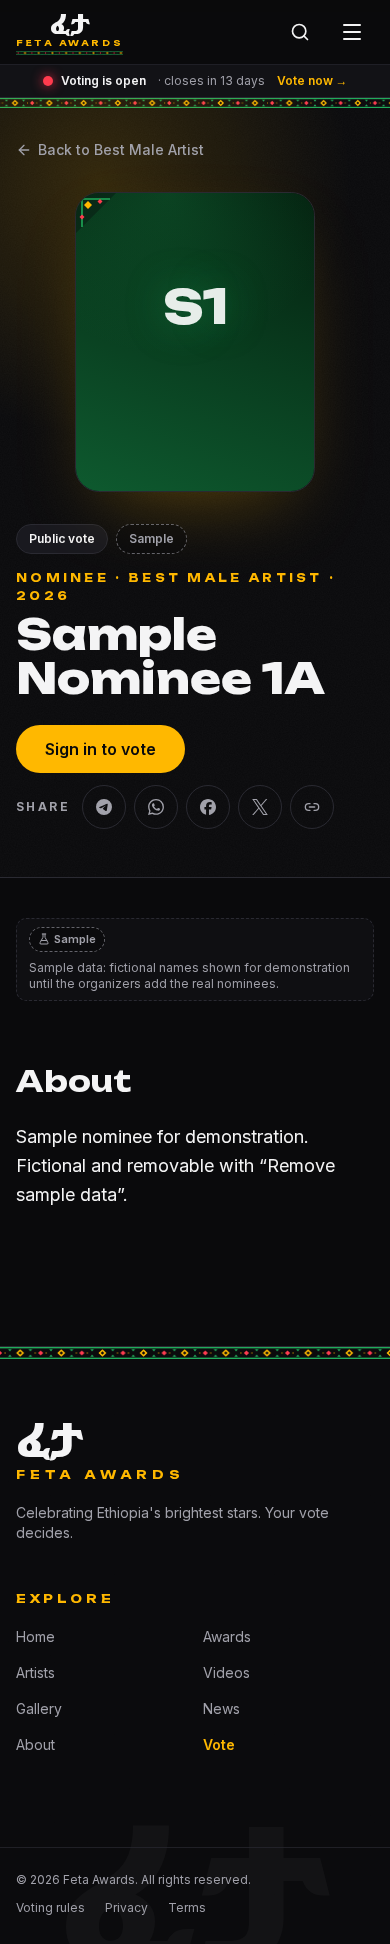 ፈታ
FETA AWARDS
Voting is open · closes in 13 days Vote now →
← Back to Best Male Artist
S1
Public vote Sample
NOMINEE · BEST MALE ARTIST ·
2026
Sample
Nominee 1A
Sign in to vote
SHARE
Sample
Sample data: fictional names shown for demonstration
until the organizers add the real nominees.
About
Sample nominee for demonstration.
Fictional and removable with “Remove
sample data”.
ፈታ
FETA AWARDS
Celebrating Ethiopia's brightest stars. Your vote
decides.
EXPLORE
Home Awards
Artists Videos
Gallery News
About Vote
© 2026 Feta Awards. All rights reserved.
Voting rules Privacy Terms
ፈታ